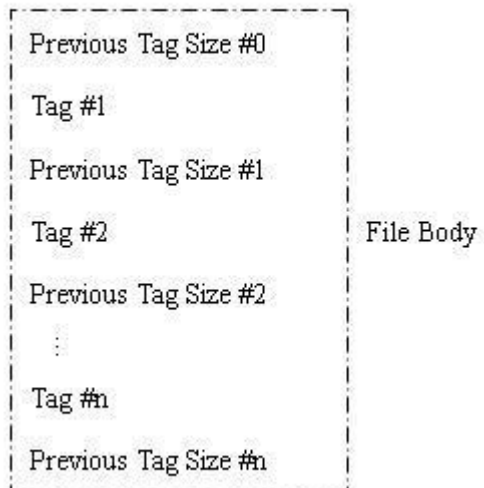 Previous Tag Size #0
Tag #1
Previous Tag Size #1
Tag #2
File Body
Previous Tag Size #2
⋮
Tag #n
Previous Tag Size #n